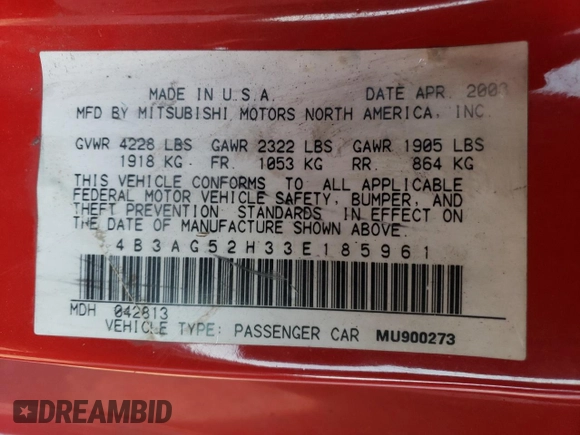 MADE IN U.S.A. DATE APR. 2003
MFD BY MITSUBISHI MOTORS NORTH AMERICA, INC.
GVWR 4228 LBS GAWR 2322 LBS GAWR 1905 LBS
1918 KG FR. 1053 KG RR. 864 KG
THIS VEHICLE CONFORMS TO ALL APPLICABLE
FEDERAL MOTOR VEHICLE SAFETY, BUMPER, AND
THEFT PREVENTION STANDARDS IN EFFECT ON
THE DATE OF MANUFACTURE SHOWN ABOVE.
4B3AG52H33E185961
MDH 042813
VEHICLE TYPE: PASSENGER CAR MU900273
DREAMBID